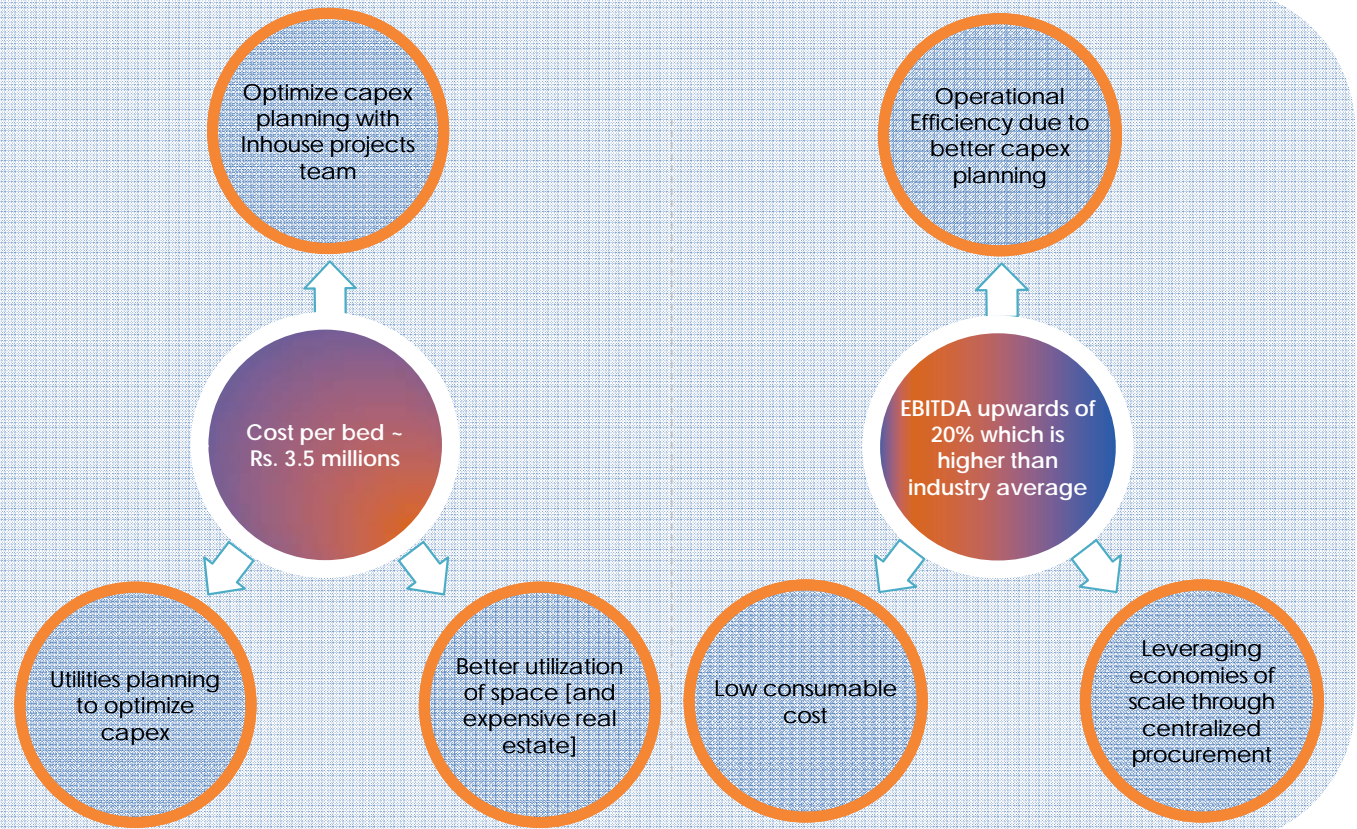 Optimize capex
planning with
Inhouse projects
team
Cost per bed ~
Rs. 3.5 millions
Utilities planning
to optimize
capex
Better utilization
of space [and
expensive real
estate]
Operational
Efficiency due to
better capex
planning
EBITDA upwards of
20% which is
higher than
industry average
Low consumable
cost
Leveraging
economies of
scale through
centralized
procurement